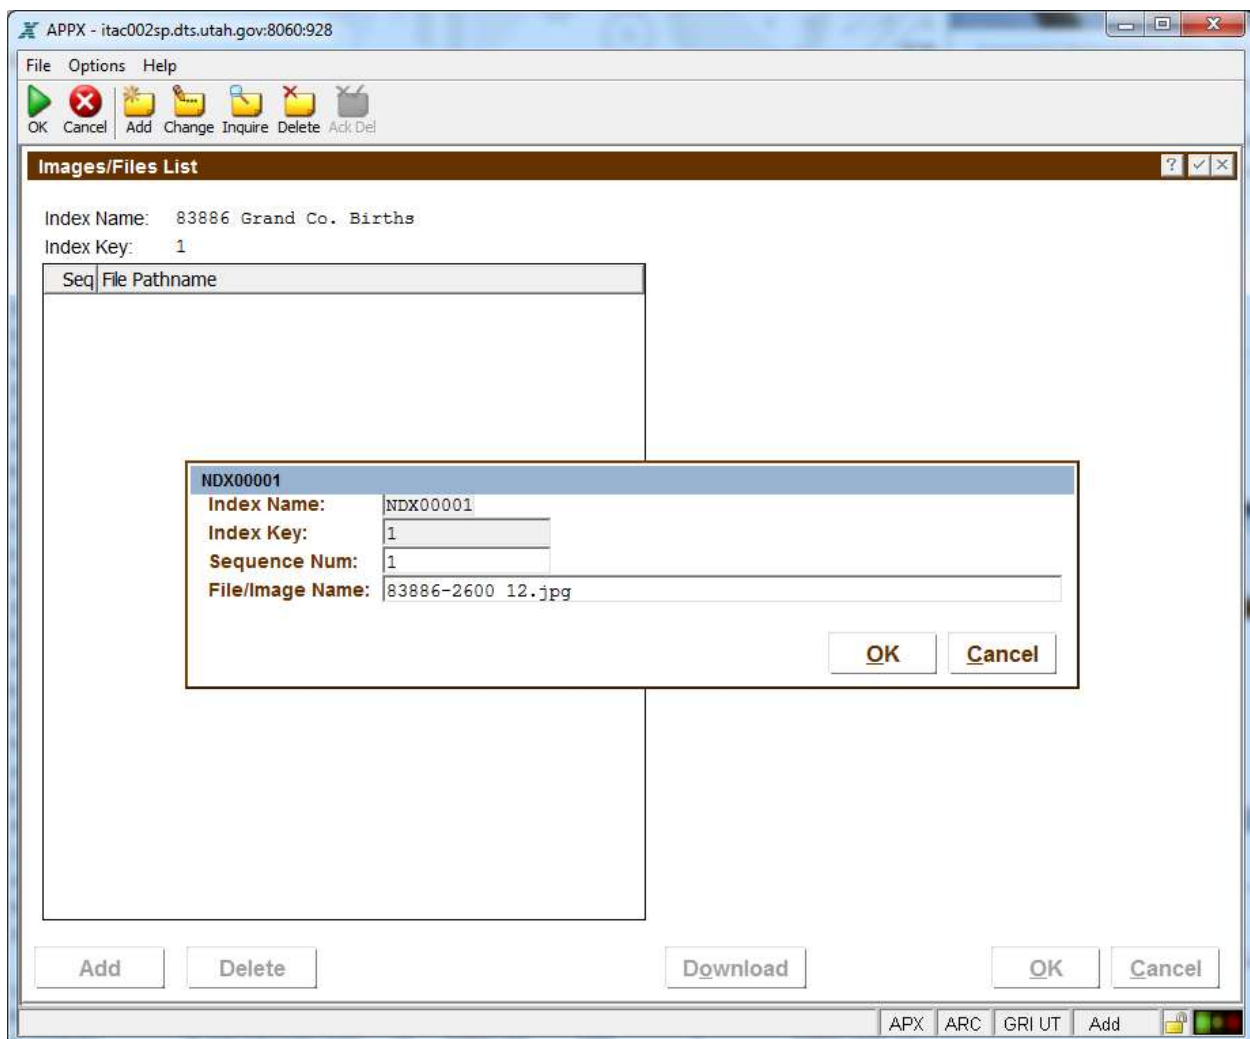 APPX - itac002sp.dts.utah.gov:8060:928
File Options Help
OK Cancel Add Change Inquire Delete Ack Del
Images/Files List
Index Name: 83886 Grand Co. Births
Index Key: 1
Seq File Pathname
NDX00001
Index Name: NDX00001
Index Key: 1
Sequence Num: 1
File/Image Name: 83886-2600 12.jpg
OK Cancel
Add Delete Download OK Cancel
APX ARC GRI UT Add